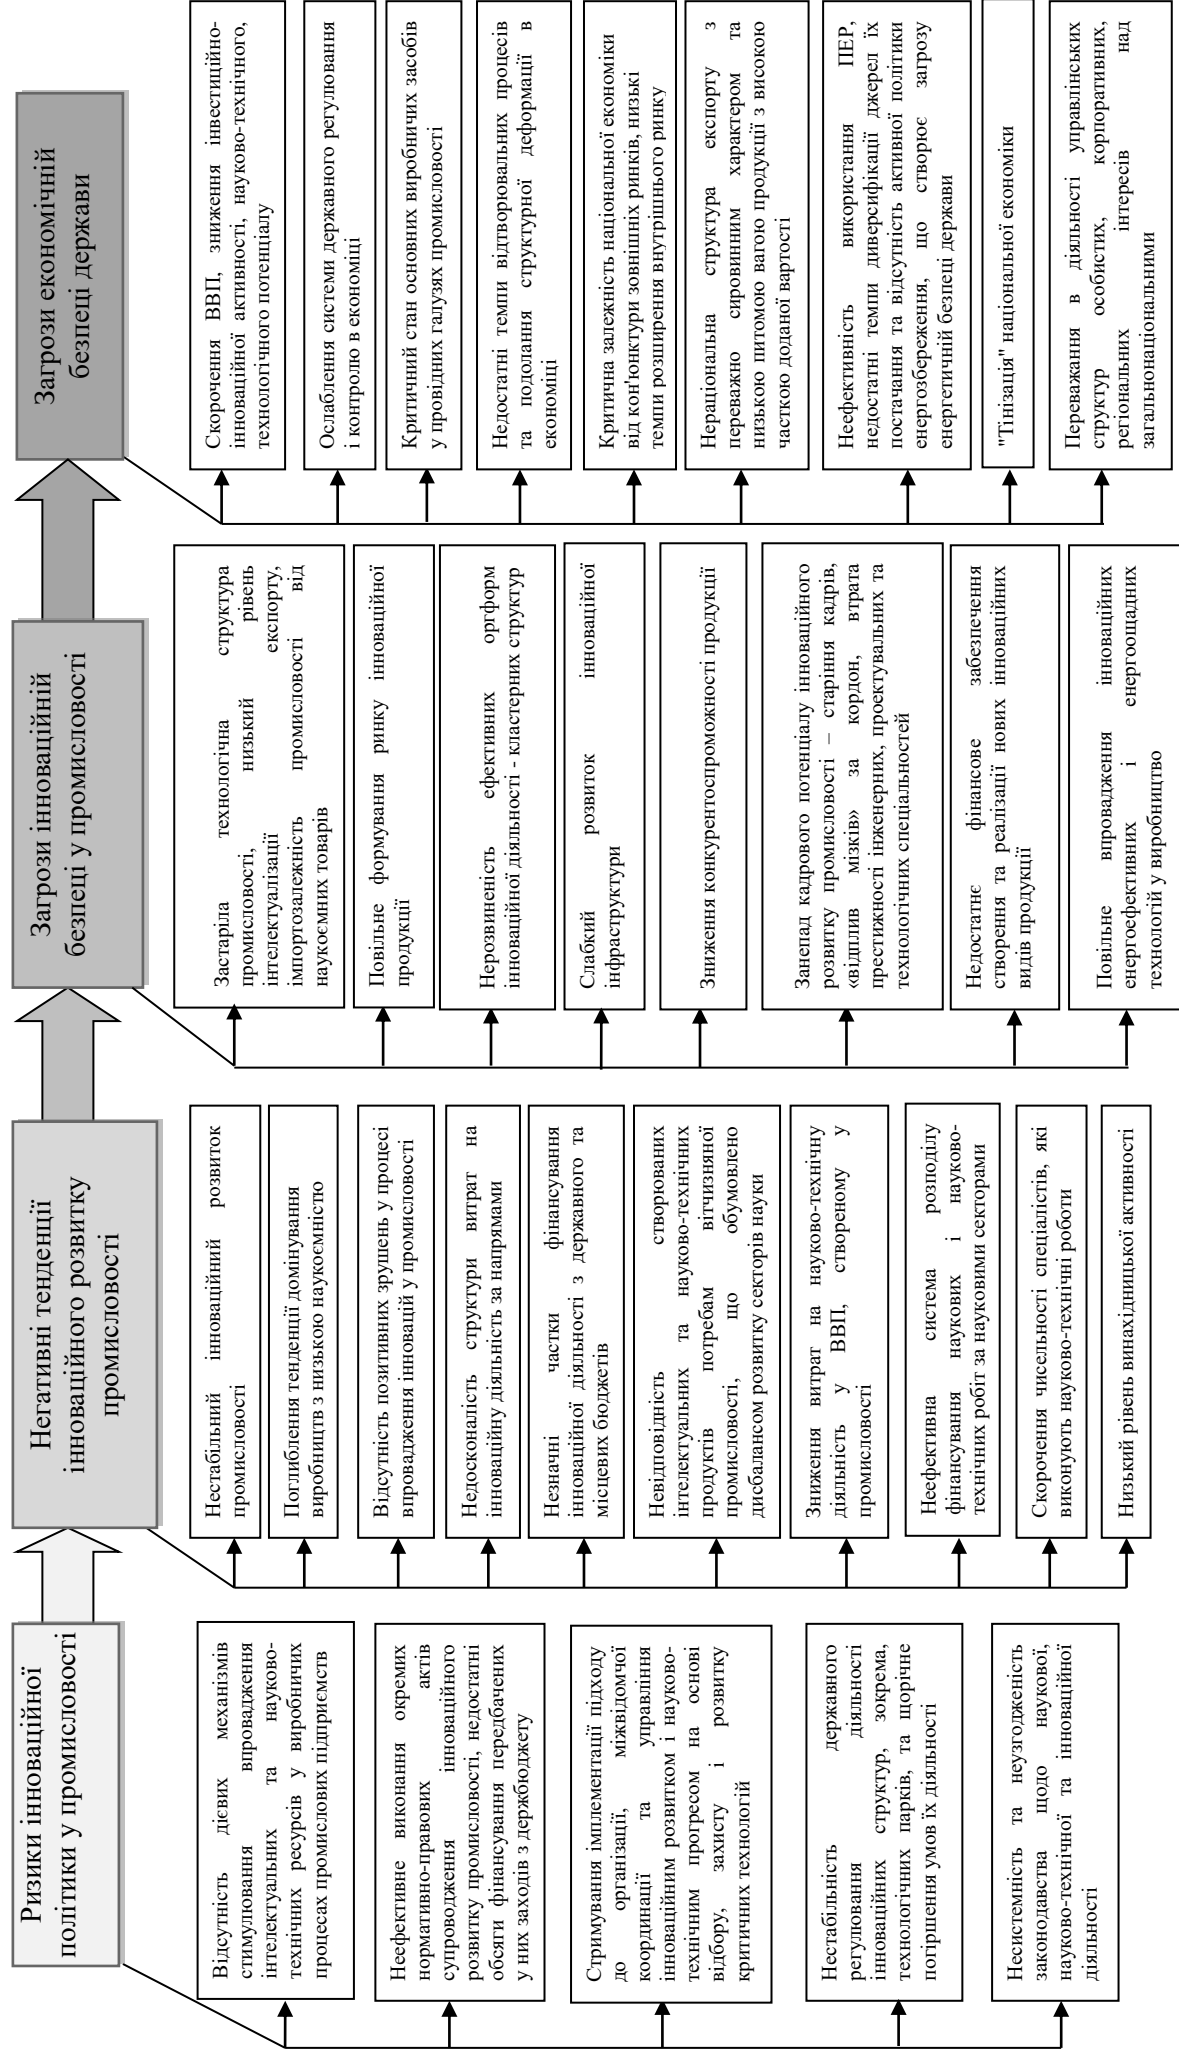 Ризики інноваційної
політики у промисловості
Відсутність дієвих механізмів
стимулювання впровадження
інтелектуальних та науково-
технічних ресурсів у виробничих
процесах промислових підприємств
Неефективне виконання окремих
нормативно-правових актів
супроводження інноваційного
розвитку промисловості, недостатні
обсяги фінансування передбачених
у них заходів з держбюджету
Стримування імплементації підходу
до організації, міжвідомчої
координації та управління
інноваційним розвитком і науково-
технічним прогресом на основі
відбору, захисту і розвитку
критичних технологій
Нестабільність державного
регулювання діяльності
інноваційних структур, зокрема,
технологічних парків, та щорічне
погіршення умов їх діяльності
Несистемність та неузгодженість
законодавства щодо наукової,
науково-технічної та інноваційної
діяльності
Негативні тенденції
інноваційного розвитку
промисловості
Нестабільний інноваційний розвиток
промисловості
Поглиблення тенденції домінування
виробництв з низькою наукоємністю
Відсутність позитивних зрушень у процесі
впровадження інновацій у промисловості
Недосконалість структури витрат на
інноваційну діяльність за напрямами
Незначні частки фінансування
інноваційної діяльності з державного та
місцевих бюджетів
Невідповідність створюваних
інтелектуальних та науково-технічних
продуктів потребам вітчизняної
промисловості, що обумовлено
дисбалансом розвитку секторів науки
Зниження витрат на науково-технічну
діяльність у ВВП, створеному у
промисловості
Неефективна система розподілу
фінансування наукових і науково-
технічних робіт за науковими секторами
Скорочення чисельності спеціалістів, які
виконують науково-технічні роботи
Низький рівень винахідницької активності
Загрози інноваційній
безпеці у промисловості
Застаріла технологічна структура
промисловості, низький рівень
інтелектуалізації експорту,
імпортозалежність промисловості від
наукоємних товарів
Повільне формування ринку інноваційної
продукції
Нерозвиненість ефективних оргформ
інноваційної діяльності - кластерних структур
Слабкий розвиток інноваційної
інфраструктури
Зниження конкурентоспроможності продукції
Занепад кадрового потенціалу інноваційного
розвитку промисловості – старіння кадрів,
«відплив мізків» за кордон, втрата
престижності інженерних, проектувальних та
технологічних спеціальностей
Недостатнє фінансове забезпечення
створення та реалізації нових інноваційних
видів продукції
Повільне впровадження інноваційних
енергоефективних і енергоощадних
технологій у виробництво
Загрози економічній
безпеці держави
Скорочення ВВП, зниження інвестиційно-
інноваційної активності, науково-технічного,
технологічного потенціалу
Ослаблення системи державного регулювання
і контролю в економіці
Критичний стан основних виробничих засобів
у провідних галузях промисловості
Недостатні темпи відтворювальних процесів
та подолання структурної деформації в
економіці
Критична залежність національної економіки
від кон'юнктури зовнішніх ринків, низькі
темпи розширення внутрішнього ринку
Нераціональна структура експорту з
переважно сировинним характером та
низькою питомою вагою продукції з високою
часткою доданої вартості
Неефективність використання ПЕР,
недостатні темпи диверсифікації джерел їх
постачання та відсутність активної політики
енергозбереження, що створює загрозу
енергетичній безпеці держави
"Тінізація" національної економіки
Переважання в діяльності управлінських
структур особистих, корпоративних,
регіональних інтересів над
загальнонаціональними